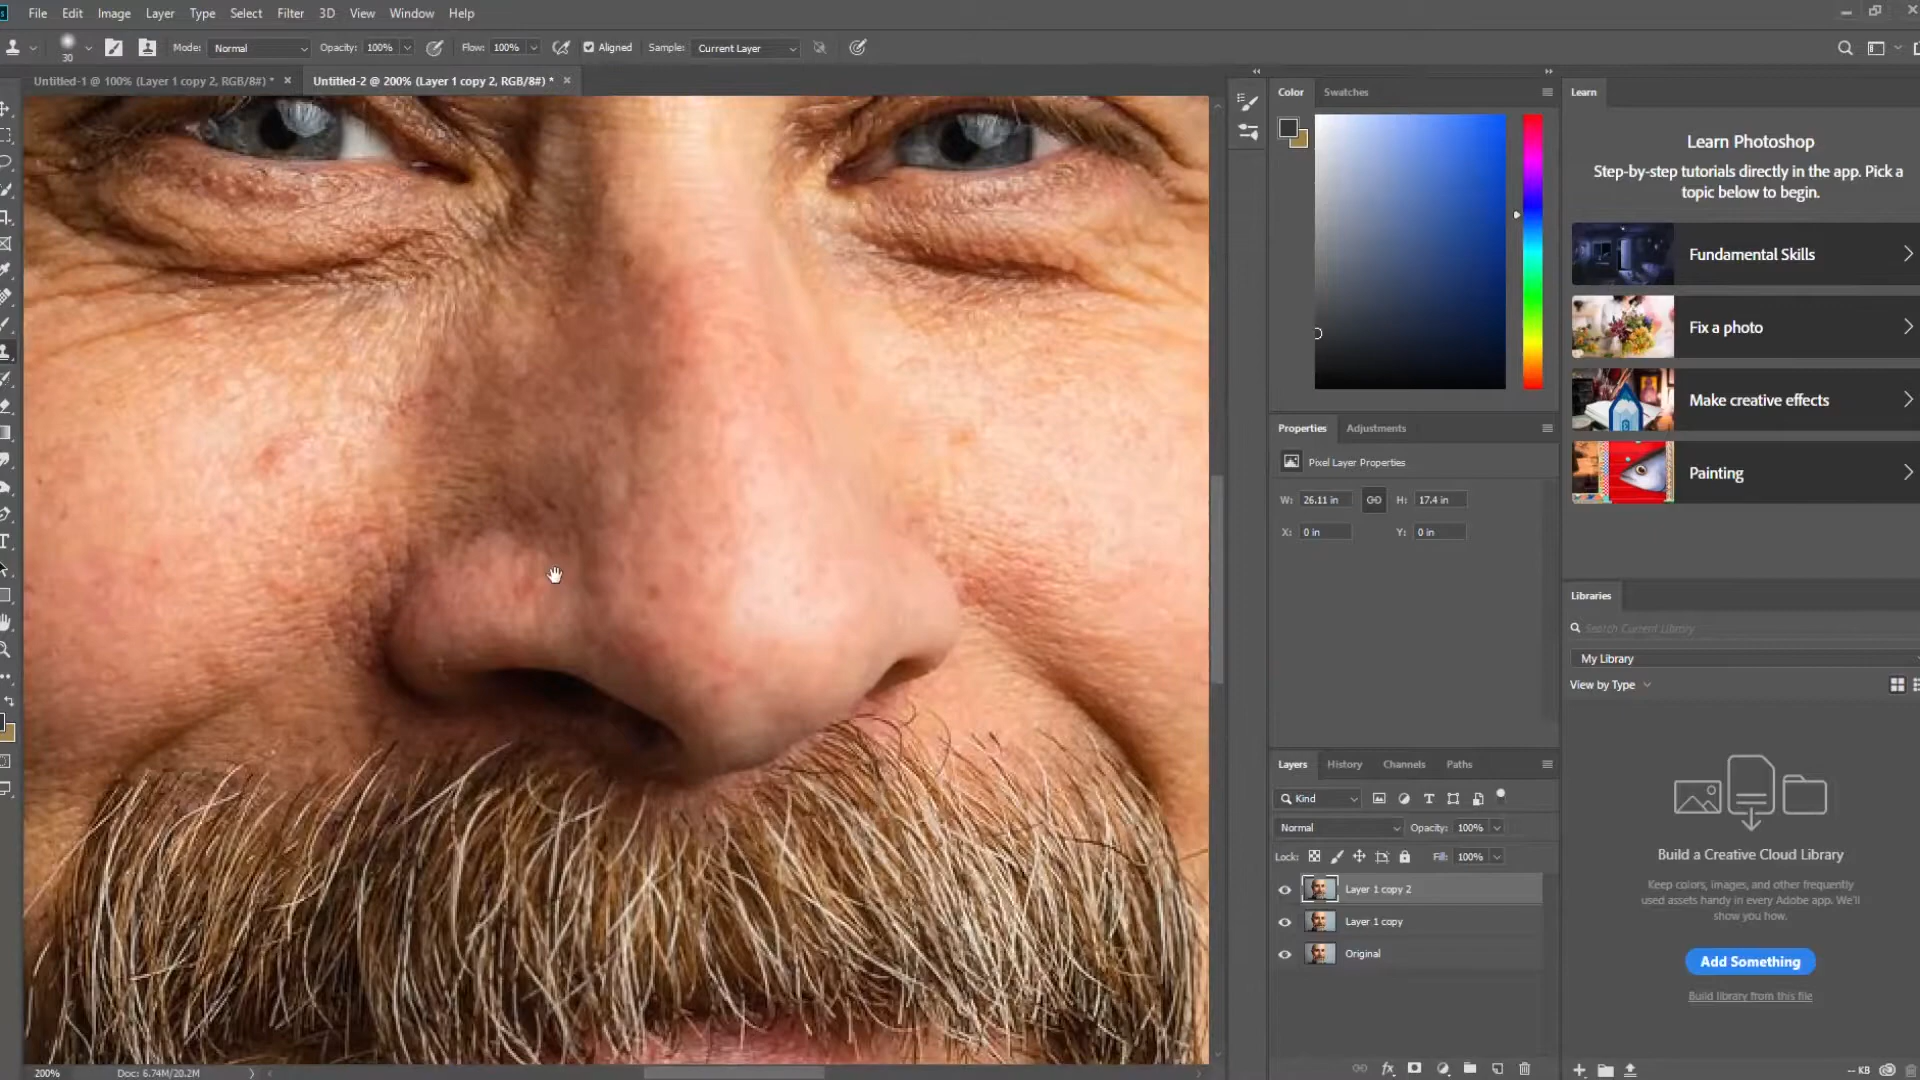 File Edit Image Layer Type Select Filter 3D View Window Help
30 Mode: Normal Opacity: 100% Flow: 100% Aligned Sample: Current Layer
Untitled-1 @ 100% (Layer 1 copy 2, RGB/8#) * × Untitled-2 @ 200% (Layer 1 copy 2, RGB/8#) * ×
Color Swatches
Learn
Learn Photoshop
Step-by-step tutorials directly in the app. Pick a
topic below to begin.
Fundamental Skills
Fix a photo
Make creative effects
Painting
Properties Adjustments
Pixel Layer Properties
W: 26.11 in H: 17.4 in
X: 0 in Y: 0 in
Libraries
Search Current Library
My Library
View by Type
Layers History Channels Paths
Kind
Normal Opacity: 100%
Lock: Fill: 100%
Layer 1 copy 2
Layer 1 copy
Original
Build a Creative Cloud Library
Keep colors, images, and other frequently
used assets handy in every Adobe app. We'll
show you how.
Add Something
Build library from this file
200% Doc: 6.74M/20.2M
-- KB